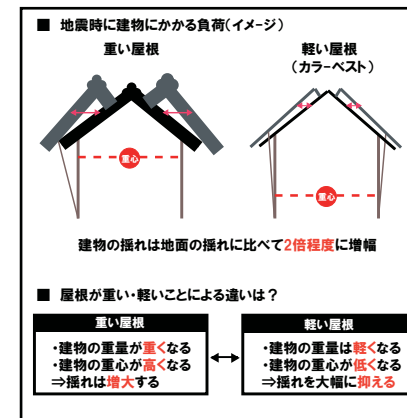 ■ 地震時に建物にかかる負荷(イメージ)
重い屋根
軽い屋根
(カラーベスト)
重心
重心
建物の揺れは地面の揺れに比べて2倍程度に増幅
■ 屋根が重い・軽いことによる違いは？
重い屋根
・建物の重量が重くなる
・建物の重心が高くなる
⇒揺れは増大する
軽い屋根
・建物の重量は軽くなる
・建物の重心が低くなる
⇒揺れを大幅に抑える